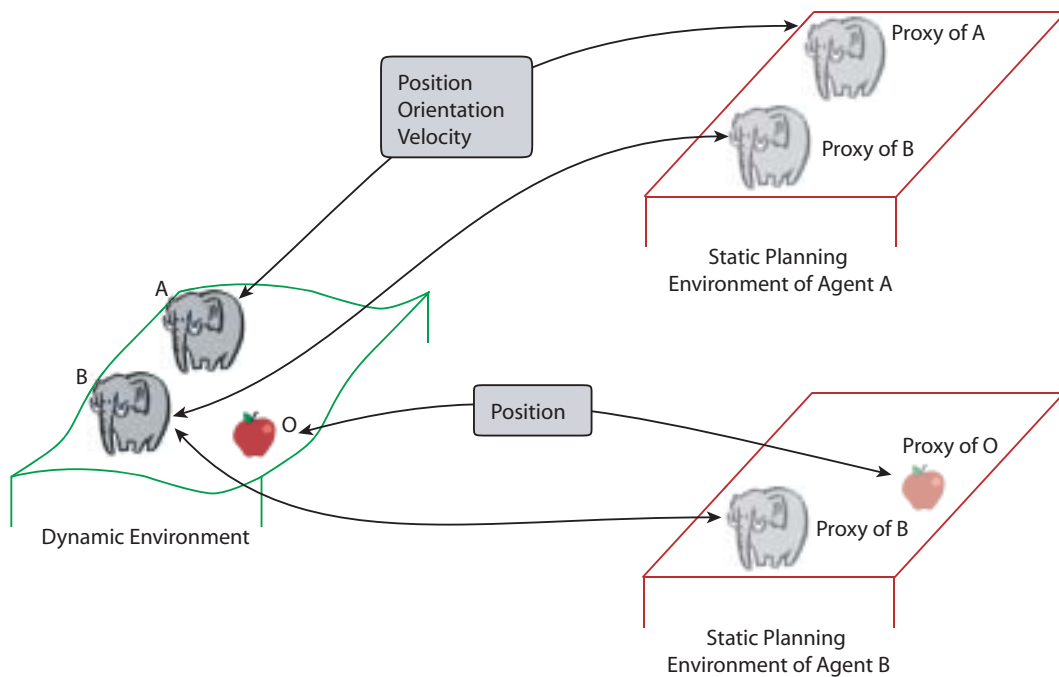 Proxy of A
Position
Orientation
Velocity
Proxy of B
Static Planning
Environment of Agent A
A
B
O
Position
Proxy of O
Proxy of B
Dynamic Environment
Static Planning
Environment of Agent B